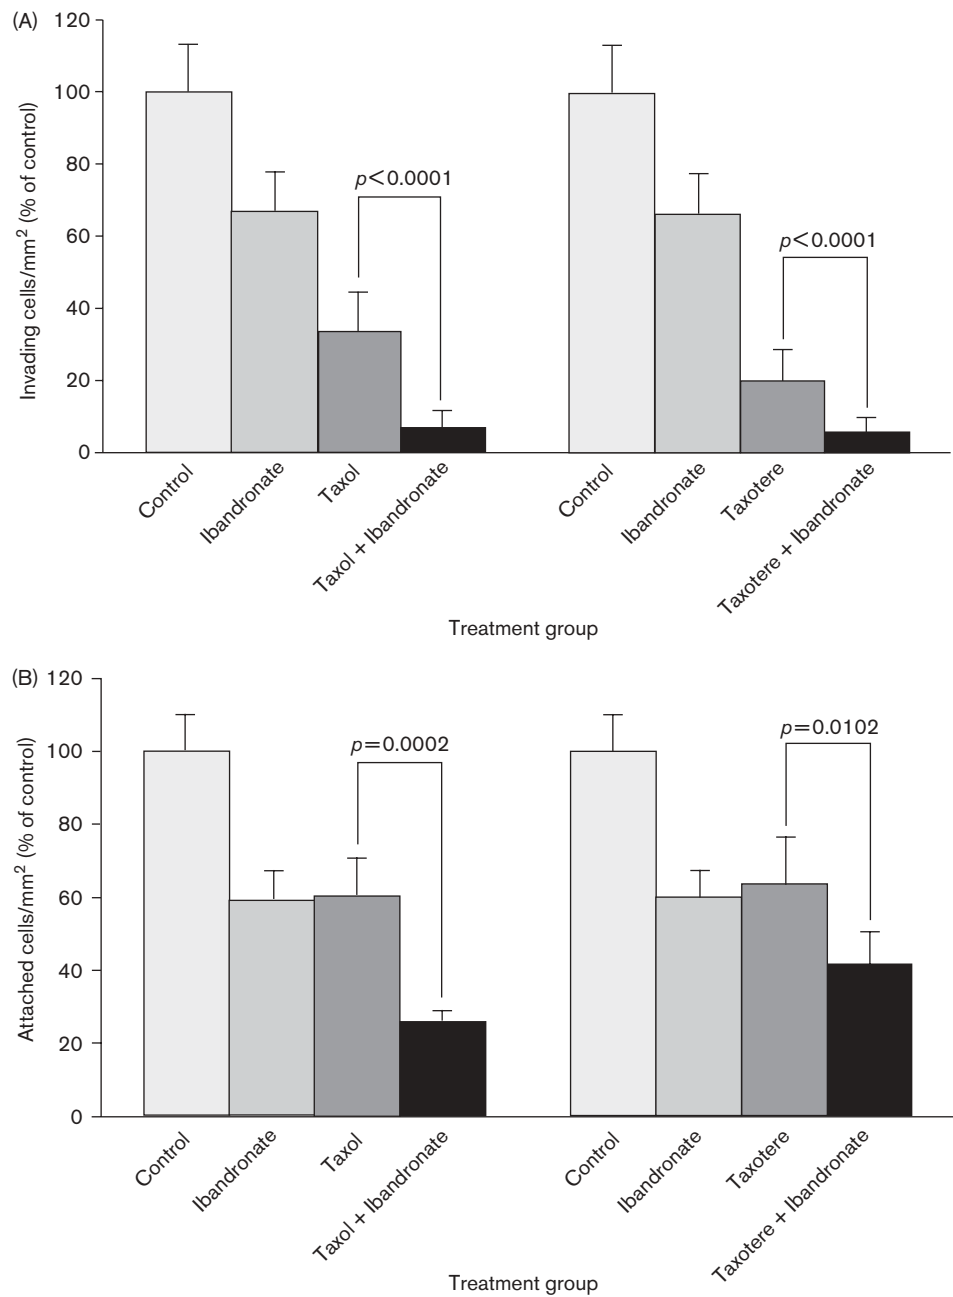 (A)
120
100
80
60
40
20
0
Invading cells/mm² (% of control)
p<0.0001
p<0.0001
Control
Ibandronate
Taxol
Taxol + Ibandronate
Control
Ibandronate
Taxotere
Taxotere + Ibandronate
Treatment group
(B)
120
100
80
60
40
20
0
Attached cells/mm² (% of control)
p=0.0002
p=0.0102
Control
Ibandronate
Taxol
Taxol + Ibandronate
Control
Ibandronate
Taxotere
Taxotere + Ibandronate
Treatment group